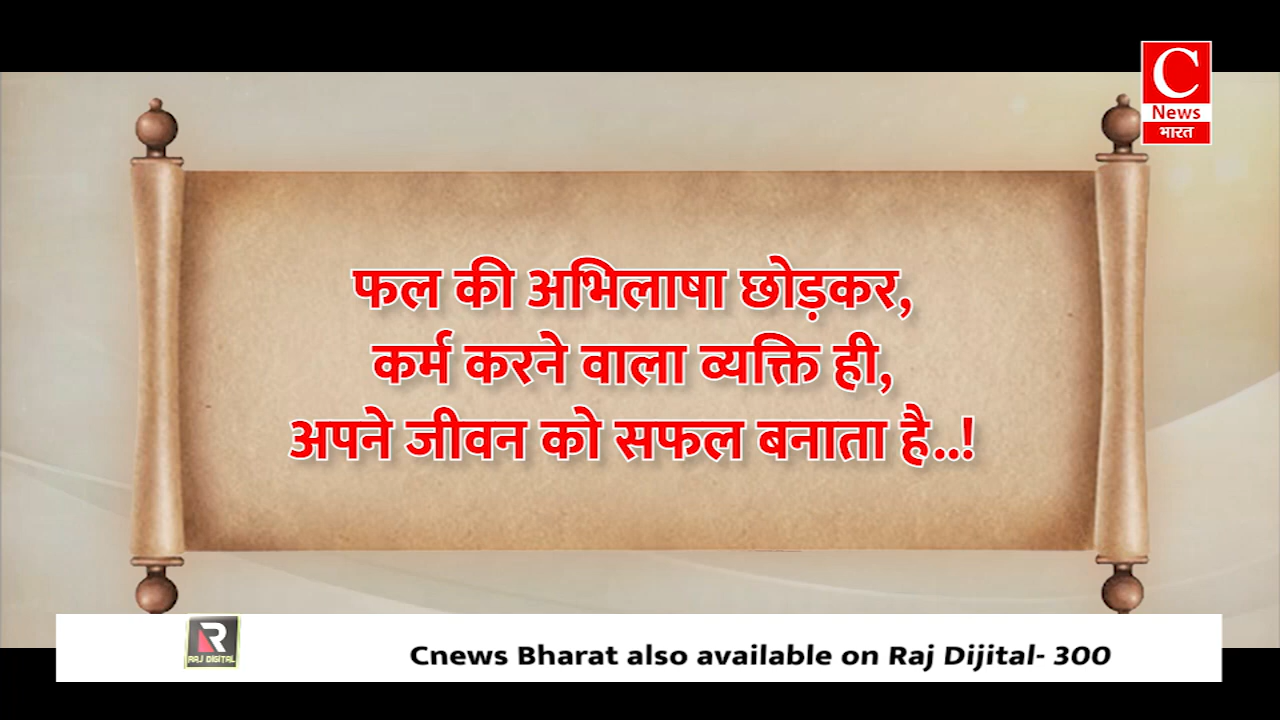 C
News
भारत
फल की अभिलाषा छोड़कर,
कर्म करने वाला व्यक्ति ही,
अपने जीवन को सफल बनाता है..!
R
RAJ DIGITAL
Cnews Bharat also available on Raj Dijital- 300